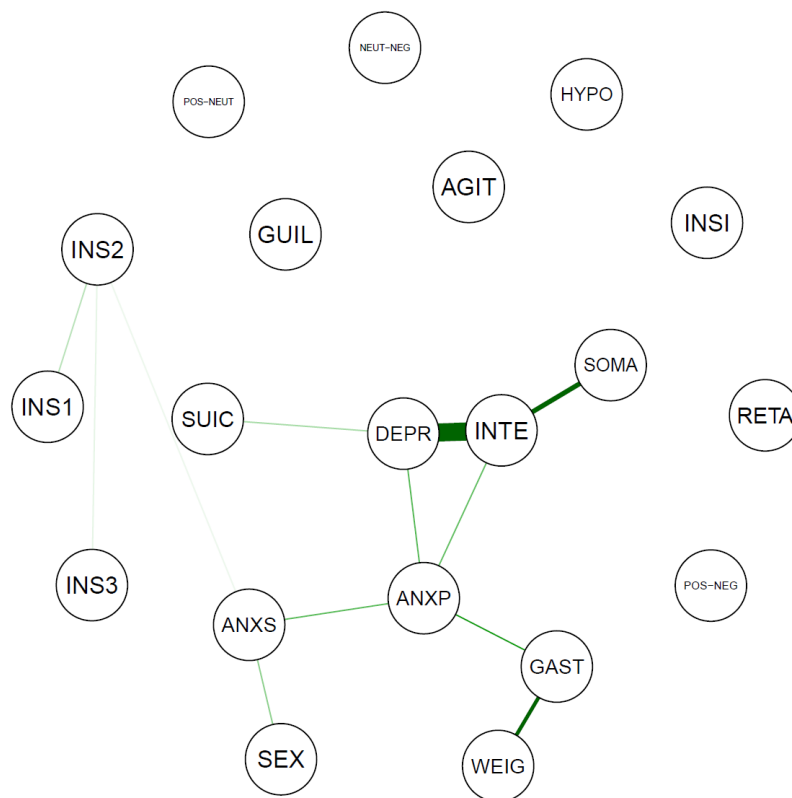 NEUT−NEG
POS−NEUT
HYPO
AGIT
INSI
GUIL
INS2
SOMA
INS1
SUIC
DEPR
INTE
RETA
INS3
ANXP
POS−NEG
ANXS
GAST
SEX
WEIG